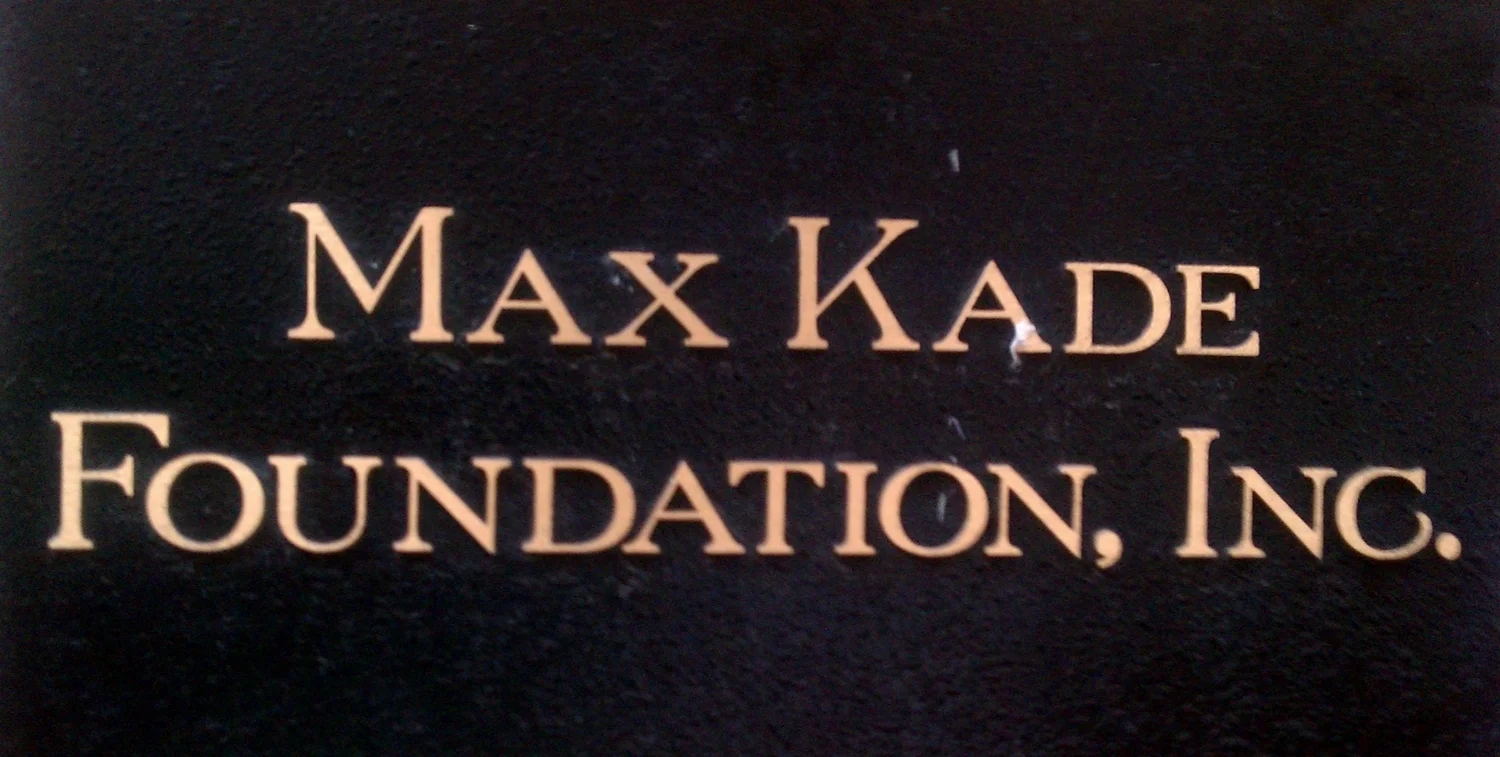 MAX KADE
FOUNDATION, INC.